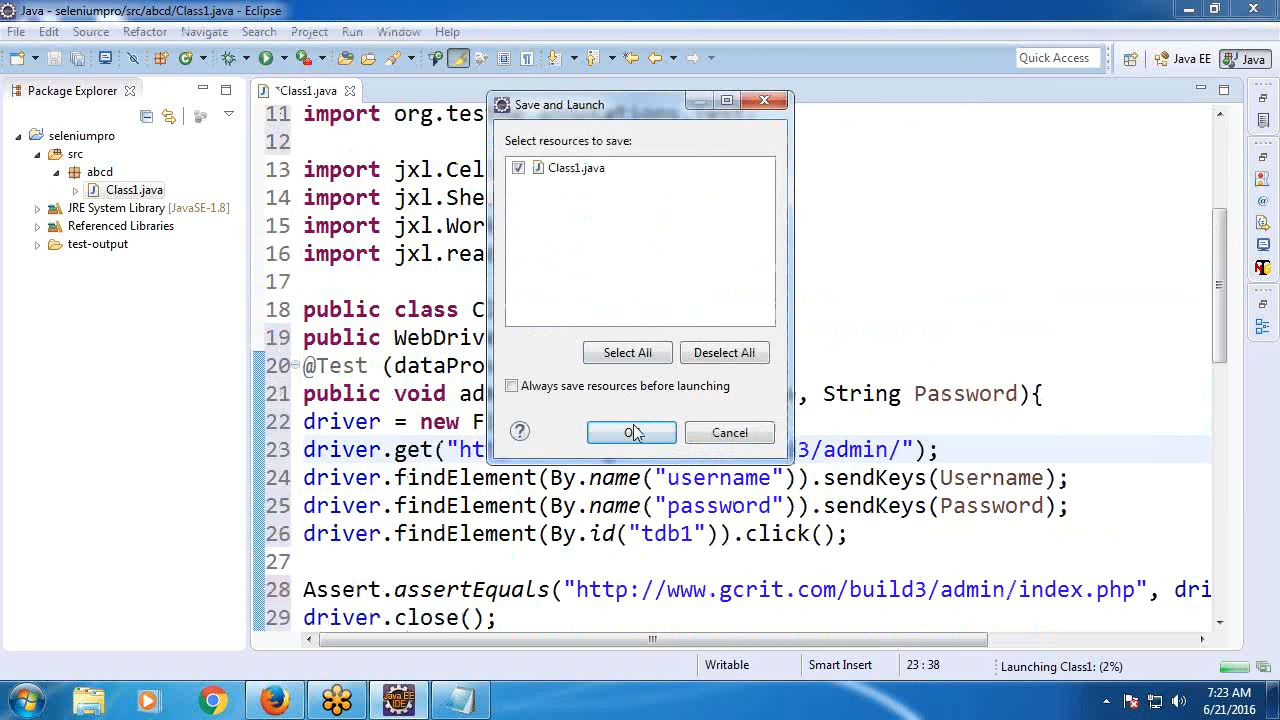 Java - seleniumpro/src/abcd/Class1.java - Eclipse
File Edit Source Refactor Navigate Search Project Run Window Help
Quick Access Java EE Java
Package Explorer
*Class1.java
seleniumpro
src
abcd
Class1.java
JRE System Library [JavaSE-1.8]
Referenced Libraries
test-output
11 import org.tes
12
13 import jxl.Cel
14 import jxl.She
15 import jxl.Wor
16 import jxl.rea
17
18 public class C
19 public WebDriv
20 @Test (dataPro
21 public void ad , String Password){
22 driver = new F
23 driver.get("ht 3/admin/");
24 driver.findElement(By.name("username")).sendKeys(Username);
25 driver.findElement(By.name("password")).sendKeys(Password);
26 driver.findElement(By.id("tdb1")).click();
27
28 Assert.assertEquals("http://www.gcrit.com/build3/admin/index.php", dri
29 driver.close();
Save and Launch
Select resources to save:
Class1.java
Select All Deselect All
Always save resources before launching
Cancel
Writable Smart Insert 23 : 38 Launching Class1: (2%)
Java EE
IDE
7:23 AM
6/21/2016